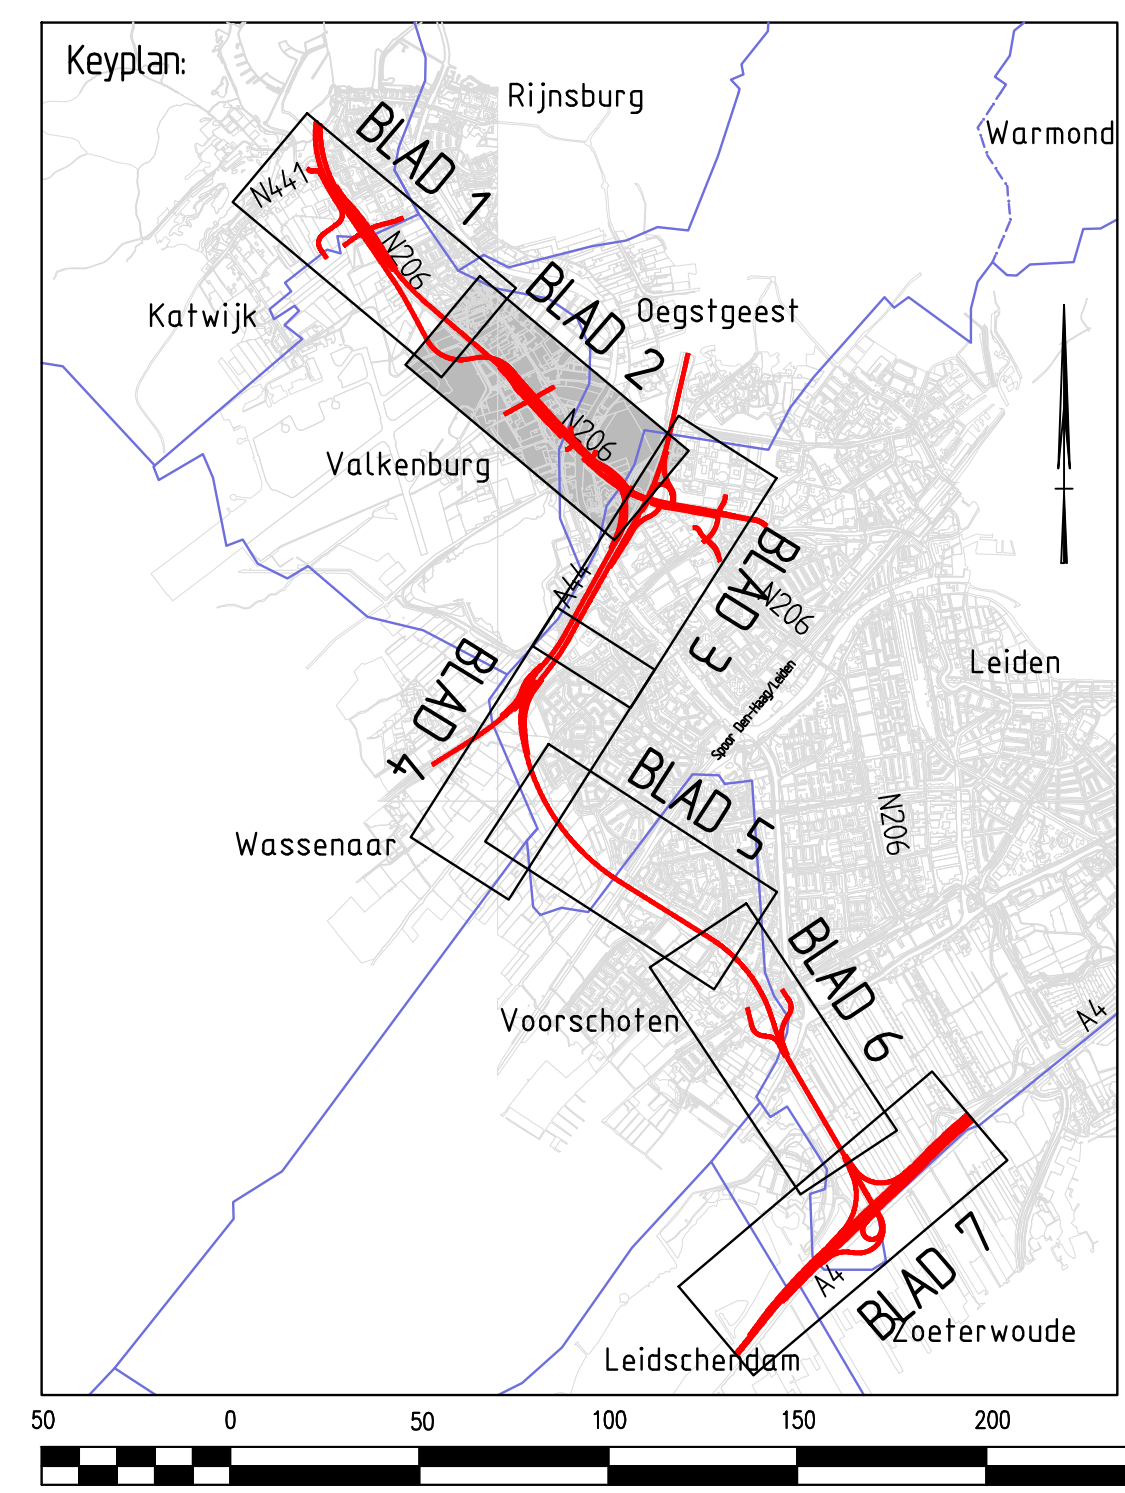 Keyplan:
Rijnsburg
Warmond
BLAD 1
N441
N206
Katwijk
BLAD 2
Oegstgeest
N206
Valkenburg
BLAD 3
A44
N206
Leiden
BLAD 4
Spoor Den-Haag/Leiden
BLAD 5
N206
Wassenaar
BLAD 6
Voorschoten
A4
BLAD 7
A4
Zoeterwoude
Leidschendam
50 0 50 100 150 200